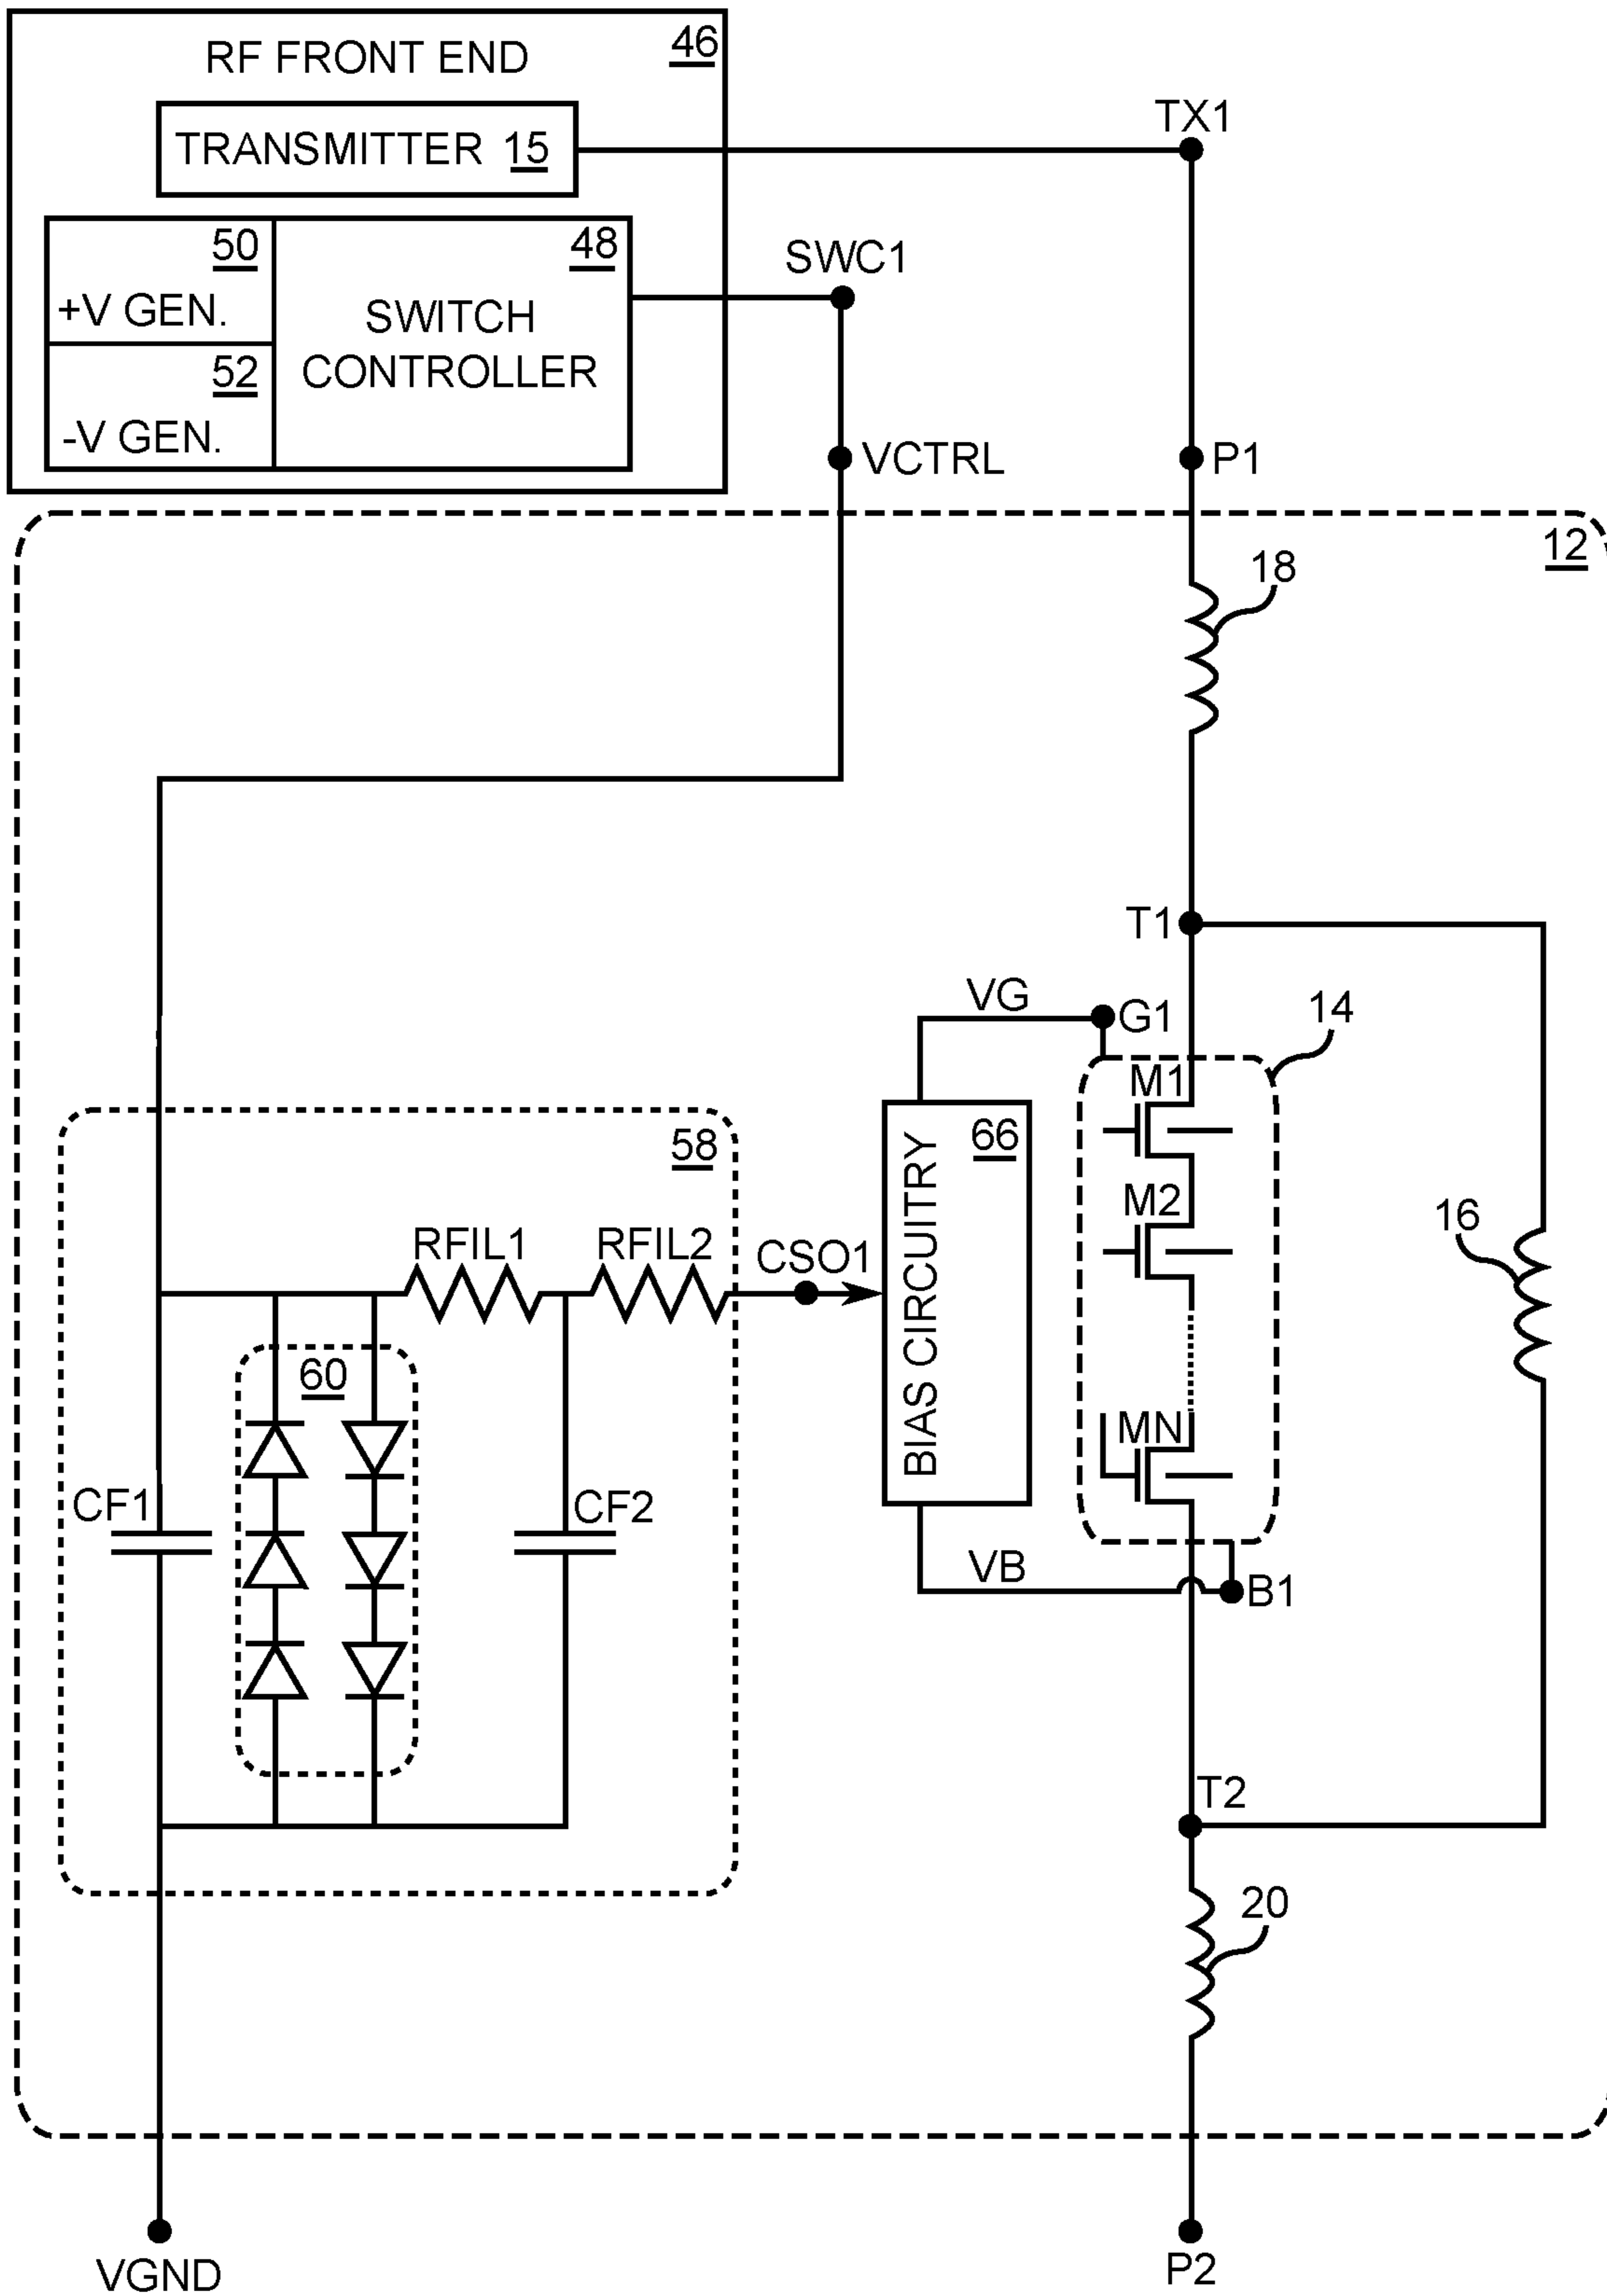 RF FRONT END
46
TRANSMITTER 15
TX1
50
+V GEN.
48
SWITCH
CONTROLLER
SWC1
52
-V GEN.
VCTRL
P1
12
18
T1
VG
G1
14
M1
58
66
BIAS CIRCUITRY
M2
16
RFIL1
RFIL2
CSO1
60
MN
CF1
CF2
VB
B1
T2
20
VGND
P2